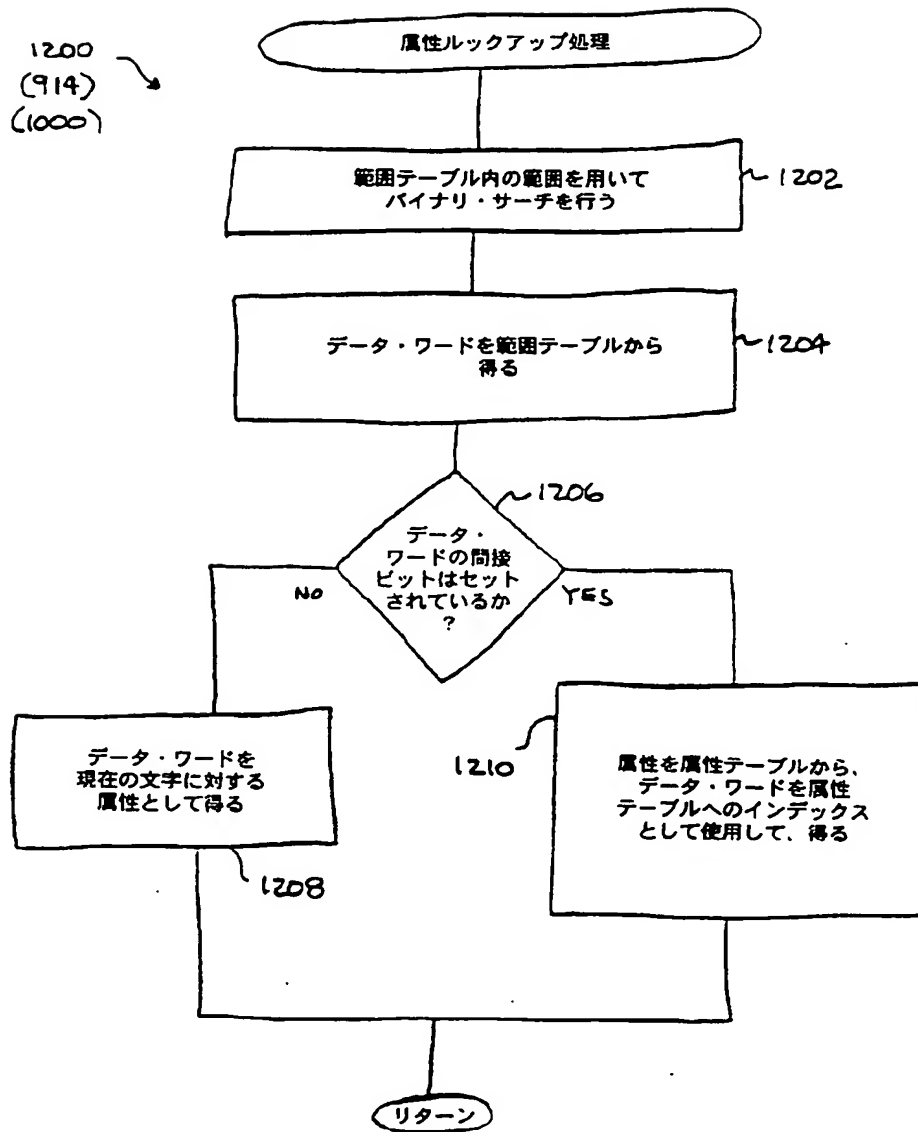 属性ルックアップ処理
1200
(914)
(1000)
範囲テーブル内の範囲を用いて
バイナリ・サーチを行う
1202
データ・ワードを範囲テーブルから
得る
1204
1206
データ・
ワードの間接
ビットはセット
されているか
?
NO
YES
データ・ワードを
現在の文字に対する
属性として得る
1208
1210
属性を属性テーブルから、
データ・ワードを属性
テーブルへのインデックス
として使用して、得る
リターン